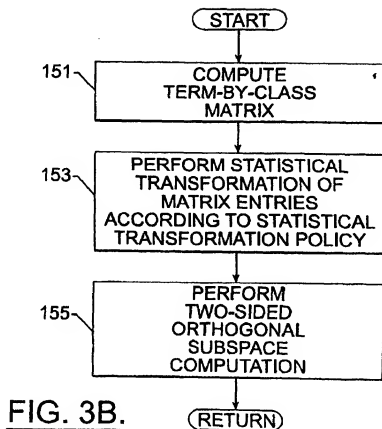 START
151
COMPUTE
TERM-BY-CLASS
MATRIX
153
PERFORM STATISTICAL
TRANSFORMATION OF
MATRIX ENTRIES
ACCORDING TO STATISTICAL
TRANSFORMATION POLICY
155
PERFORM
TWO-SIDED
ORTHOGONAL
SUBSPACE
COMPUTATION
FIG. 3B.
RETURN